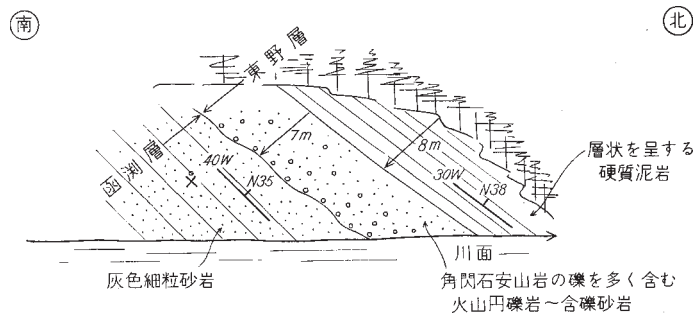 南
北
東野層
函渕層
7m
8m
40W
N35
30W
N38
層状を呈する
硬質泥岩
川面
灰色細粒砂岩
角閃石安山岩の礫を多く含む
火山円礫岩～含礫砂岩